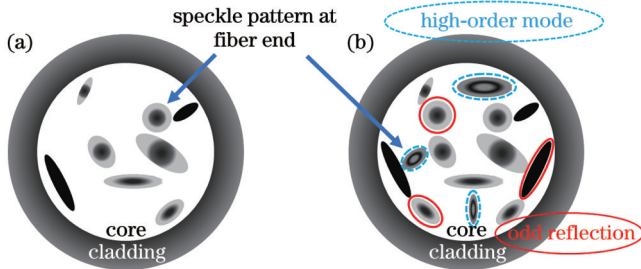 speckle pattern at
fiber end
high-order mode
(a)
(b)
core
cladding
core
cladding
odd reflection